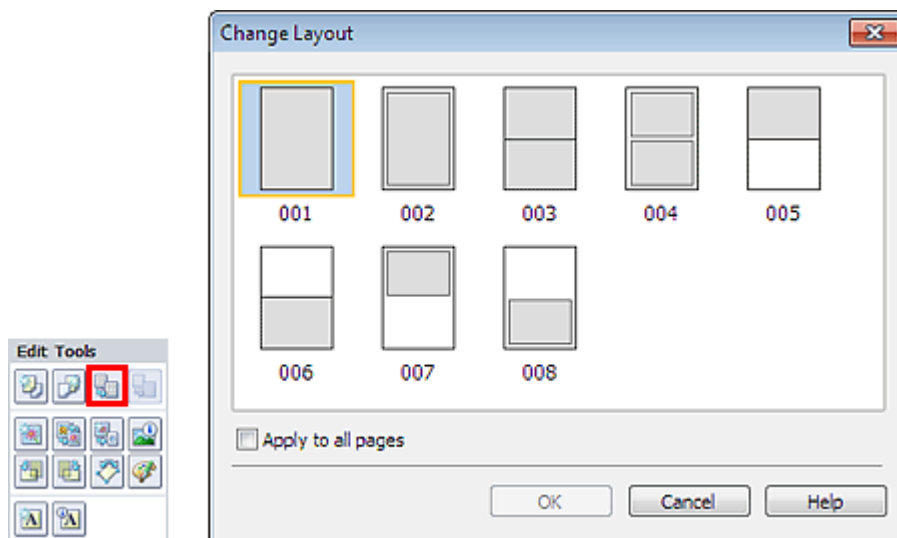 Change Layout
001 002 003 004 005
006 007 008
Apply to all pages
OK Cancel Help
Edit Tools